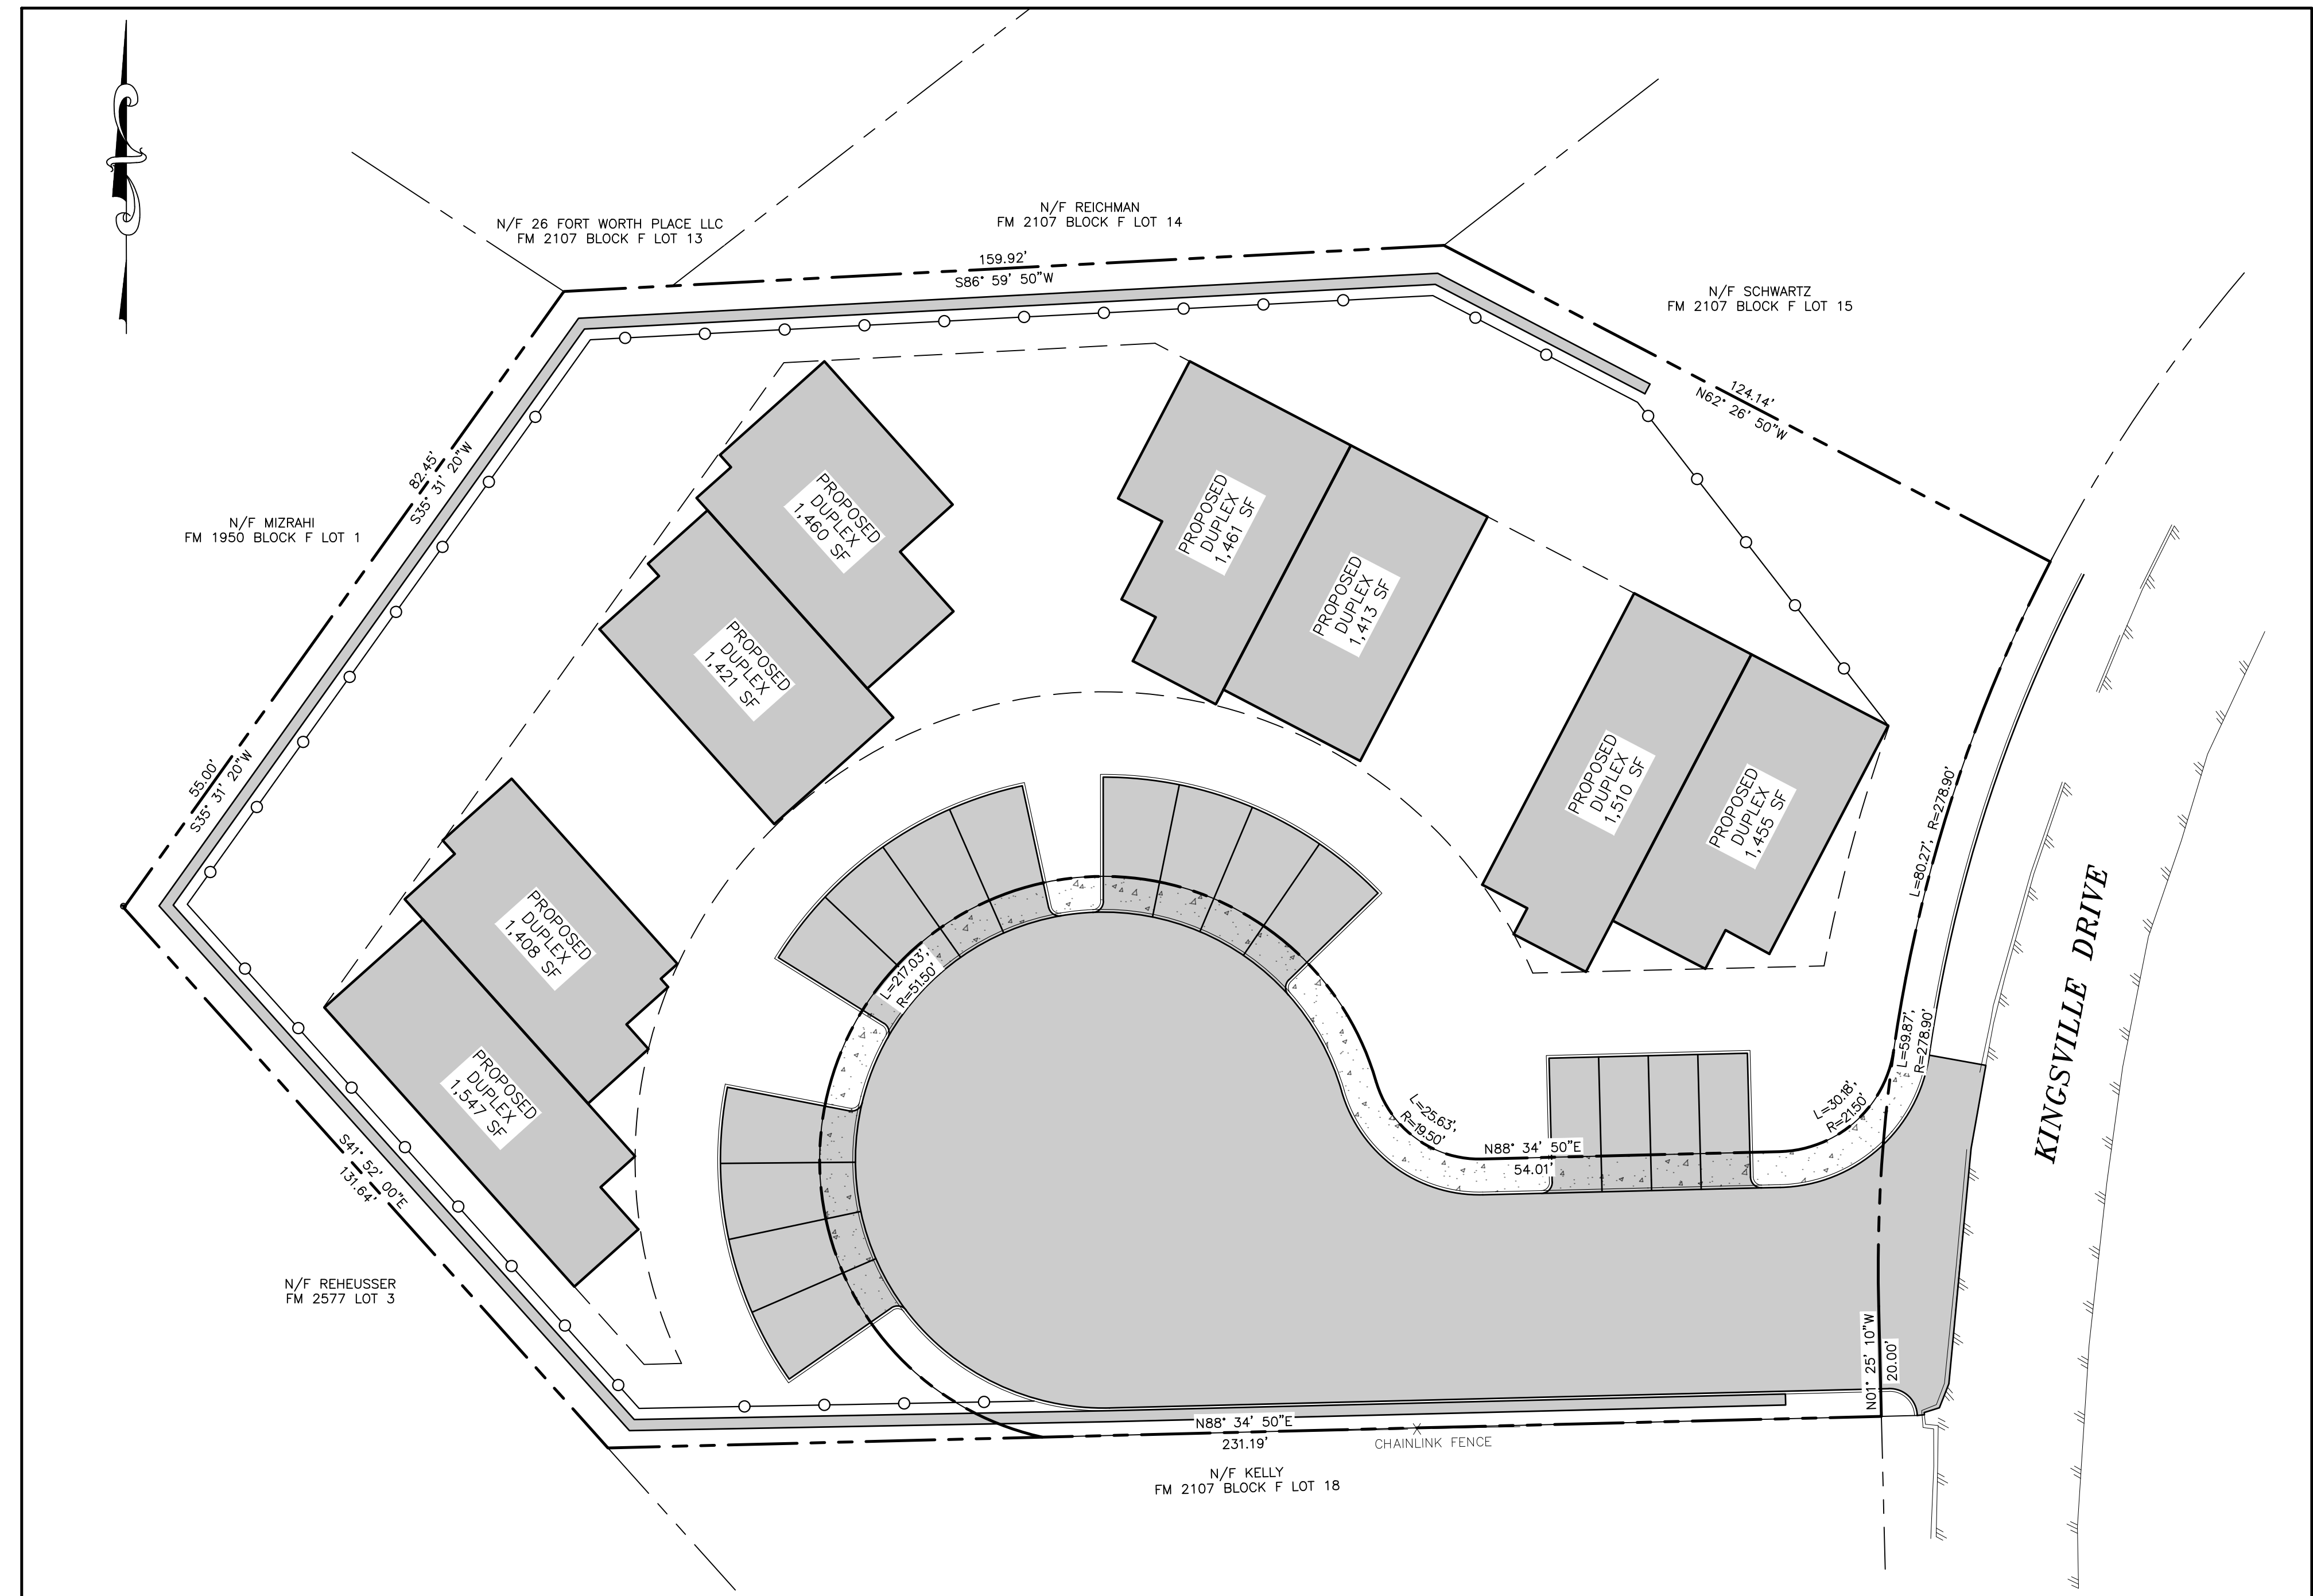 N/F 26 FORT WORTH PLACE LLC
FM 2107 BLOCK F LOT 13
N/F REICHMAN
FM 2107 BLOCK F LOT 14
159.92'
S86° 59' 50"W
N/F SCHWARTZ
FM 2107 BLOCK F LOT 15
124.14'
N62° 26' 50"W
82.45'
S35° 31' 20"W
N/F MIZRAHI
FM 1950 BLOCK F LOT 1
PROPOSED
DUPLEX
1,460 SF
PROPOSED
DUPLEX
1,461 SF
PROPOSED
DUPLEX
1,413 SF
PROPOSED
DUPLEX
1,421 SF
55.00'
S35° 31' 20"W
PROPOSED
DUPLEX
1,510 SF
PROPOSED
DUPLEX
1,455 SF
L=80.27', R=278.90'
PROPOSED
DUPLEX
1,408 SF
L=217.03'
R=51.50'
KINGSVILLE DRIVE
L=59.87',
R=278.90'
PROPOSED
DUPLEX
1,547 SF
L=25.63',
R=19.50'
L=30.18',
R=21.50'
N88° 34' 50"E
54.01'
S41° 52' 00"E
131.64'
N/F REHEUSSER
FM 2577 LOT 3
N01° 25' 10"W
20.00'
N88° 34' 50"E
231.19'
CHAINLINK FENCE
N/F KELLY
FM 2107 BLOCK F LOT 18